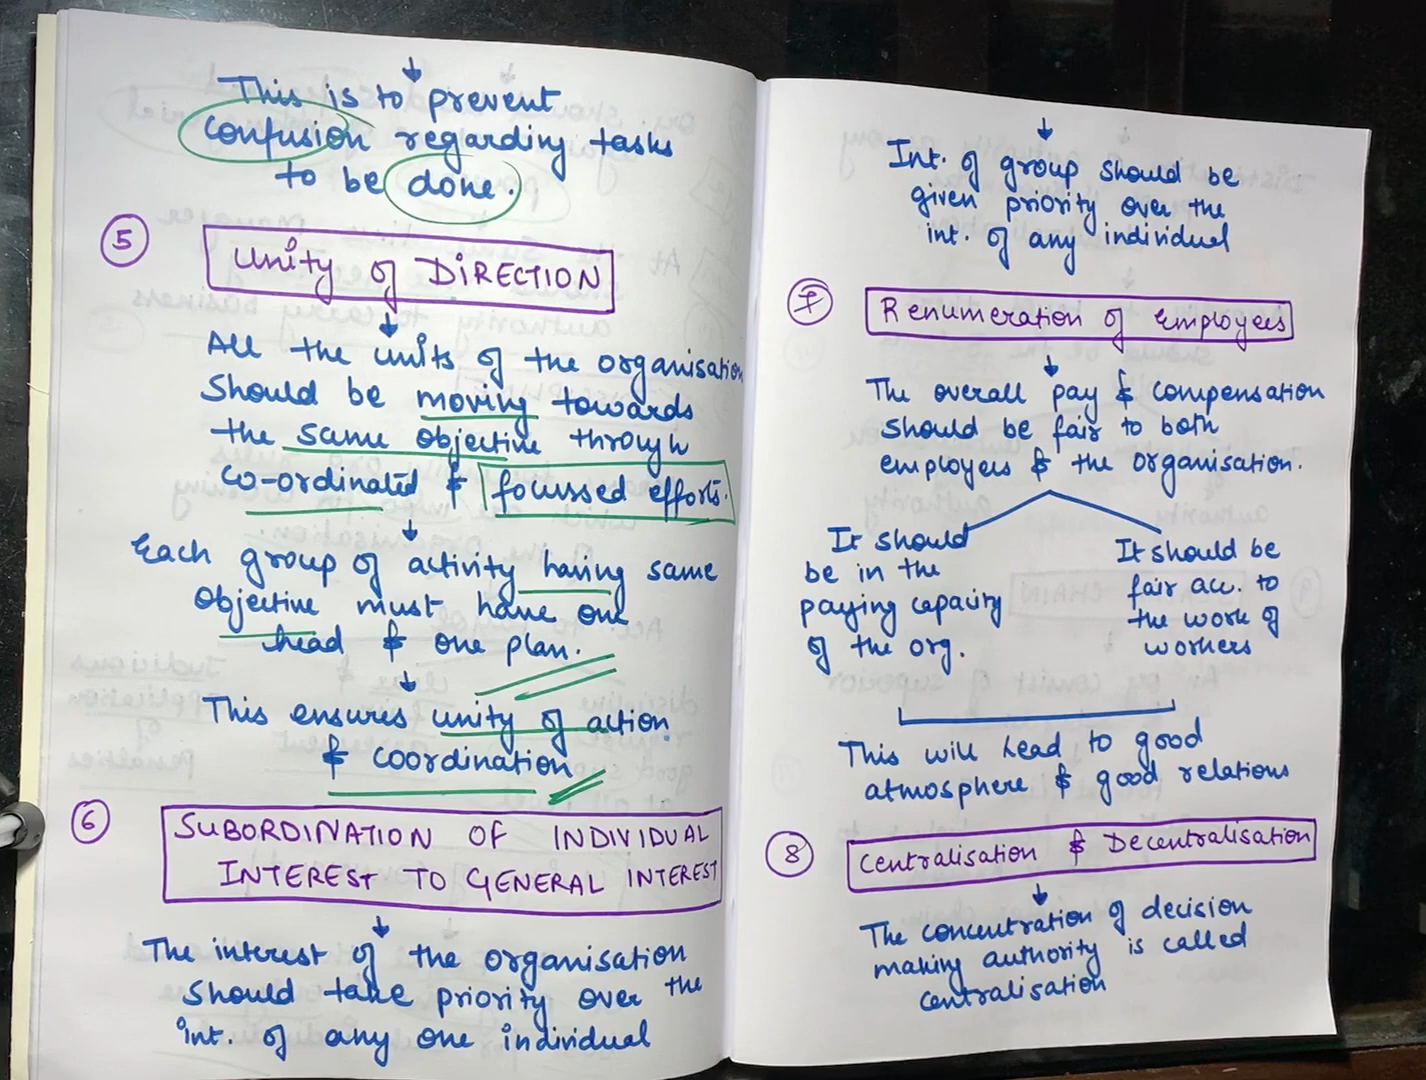 This is to prevent
confusion regarding tasks
to be done.
5
Unity of DIRECTION
All the units of the organisation
Should be moving towards
the same objective through
co-ordinated & focussed efforts.
Each group of activity having same
objective must have one
head & one plan.
This ensures unity of action
& coordination
6
SUBORDINATION OF INDIVIDUAL
INTEREST TO GENERAL INTEREST
The interest of the organisation
should take priority over the
int. of any one individual
Int. of group should be
given priority over the
int. of any individual
7
Renumeration of employees
The overall pay & compensation
should be fair to both
employees & the organisation.
It should
be in the
paying capacity
of the org.
It should be
fair acc. to
the work of
workers
This will lead to good
atmosphere & good relations
8
Centralisation & Decentralisation
The concentration of decision
making authority is called
centralisation